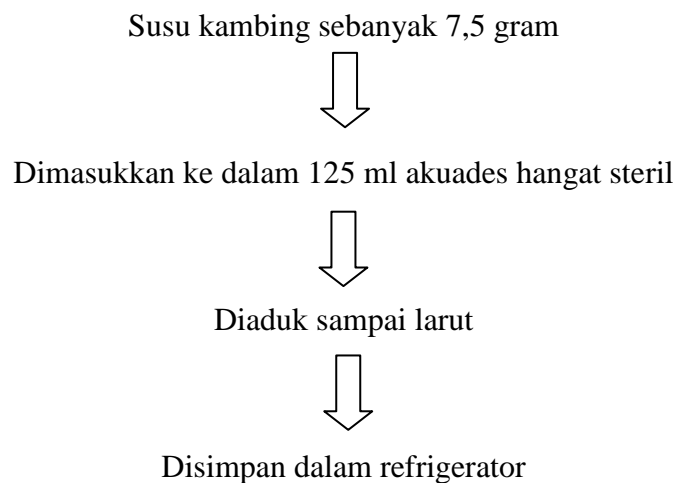 Susu kambing sebanyak 7,5 gram
Dimasukkan ke dalam 125 ml akuades hangat steril
Diaduk sampai larut
Disimpan dalam refrigerator